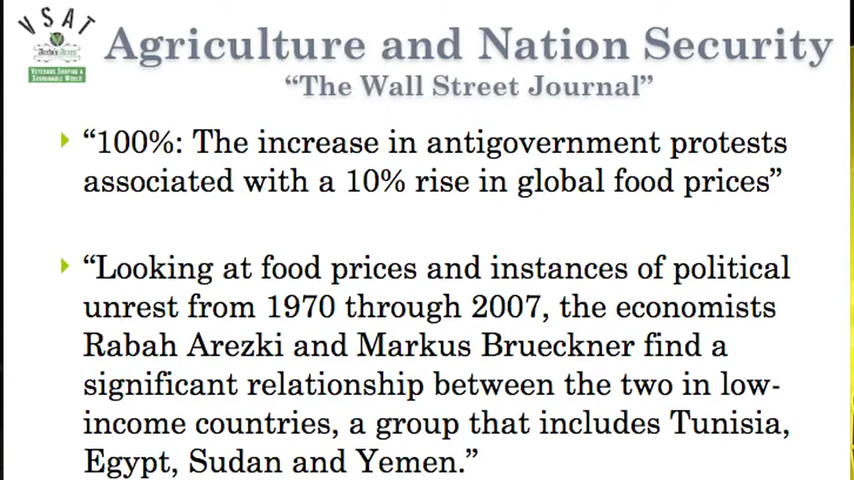 VSAT
Archi's Acres
VETERANS SHAPING A
SUSTAINABLE WORLD
Agriculture and Nation Security
“The Wall Street Journal”
“100%: The increase in antigovernment protests
associated with a 10% rise in global food prices”
“Looking at food prices and instances of political
unrest from 1970 through 2007, the economists
Rabah Arezki and Markus Brueckner find a
significant relationship between the two in low-
income countries, a group that includes Tunisia,
Egypt, Sudan and Yemen.”